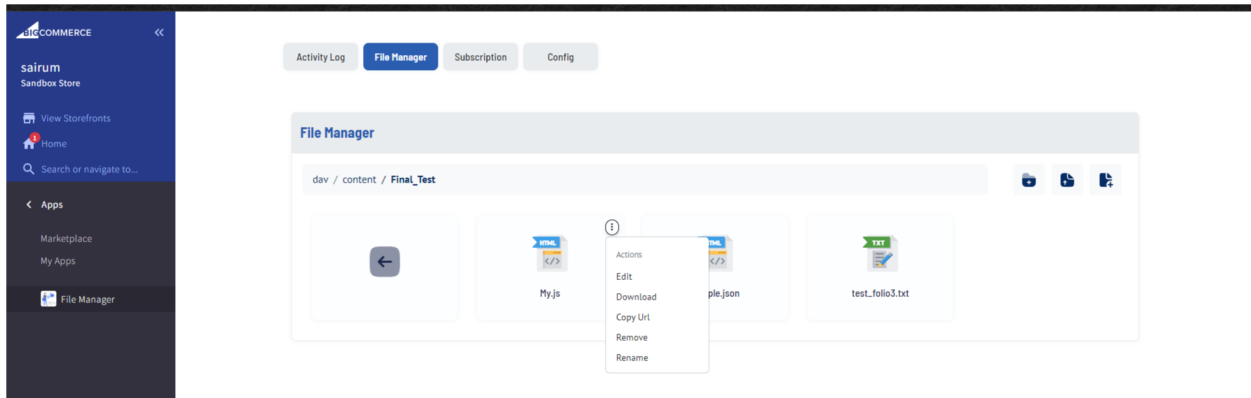 BIGCOMMERCE
sairum
Sandbox Store
View Storefronts
1
Home
Search or navigate to...
Apps
Marketplace
My Apps
File Manager
Activity Log
File Manager
Subscription
Config
File Manager
dav / content / Final_Test
HTML
My.js
Actions
Edit
Download
Copy Url
Remove
Rename
ple.json
TXT
test_folio3.txt